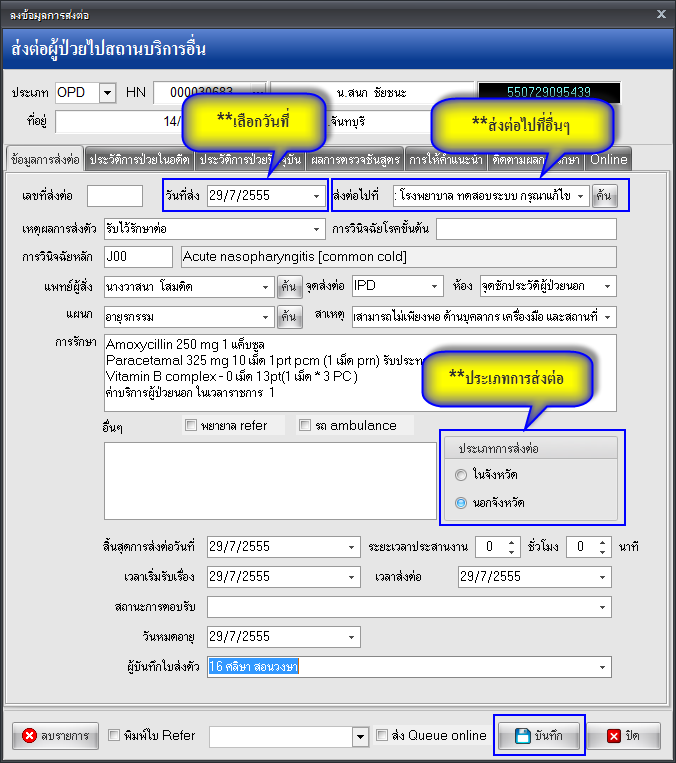 ลงข้อมูลการส่งต่อ
ส่งต่อผู้ป่วยไปสถานบริการอื่น
ประเภท OPD HN 000030683 น.สนก ชัยชนะ 550729095439
ที่อยู่ 14/ .จันทบุรี
**เลือกวันที่
**ส่งต่อไปที่อื่นๆ
ข้อมูลการส่งต่อ ประวัติการป่วยในอดีต ประวัติการป่วยปัจจุบัน ผลการตรวจชันสูตร การให้คำแนะนำ ติดตามผลการรักษา Online
เลขที่ส่งต่อ วันที่ส่ง 29/7/2555 ส่งต่อไปที่ : โรงพยาบาล ทดสอบระบบ กรุณาแก้ไข ค้น
เหตุผลการส่งตัว รับไว้รักษาต่อ การวินิจฉัยโรคขั้นต้น
การวินิจฉัยหลัก J00 Acute nasopharyngitis [common cold]
แพทย์ผู้สั่ง นางวาสนา โสมติด ค้น จุดส่งต่อ IPD ห้อง จุดซักประวัติผู้ป่วยนอก
แผนก อายุรกรรม ค้น สาเหตุ สามารถไม่เพียงพอ ด้านบุคลากร เครื่องมือ และสถานที่
การรักษา Amoxycillin 250 mg 1 แค็บซูล
Paracetamal 325 mg 10 เม็ด 1prt pcm (1 เม็ด prn) รับประท
Vitamin B complex - 0 เม็ด 13pt(1 เม็ด * 3 PC )
ค่าบริการผู้ป่วยนอก ในเวลาราชการ 1
**ประเภทการส่งต่อ
อื่นๆ พยาบาล refer รถ ambulance
ประเภทการส่งต่อ
ในจังหวัด
นอกจังหวัด
สิ้นสุดการส่งต่อวันที่ 29/7/2555 ระยะเวลาประสานงาน 0 ชั่วโมง 0 นาที
เวลาเริ่มรับเรื่อง 29/7/2555 เวลาส่งต่อ 29/7/2555
สถานะการตอบรับ
วันหมดอายุ 29/7/2555
ผู้บันทึกใบส่งตัว 16 ศลิษา สอนวงษา
ลบรายการ พิมพ์ใบ Refer ส่ง Queue online บันทึก ปิด